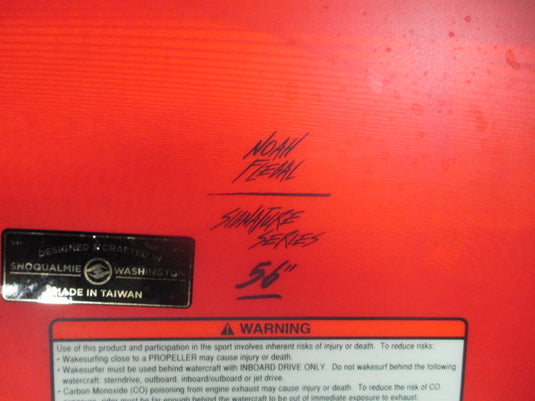 NOAH
FLEGAL
SIGNATURE
SERIES
56"
DESIGNED & CRAFTED IN
SNOQUALMIE WASHINGTON
MADE IN TAIWAN
WARNING
Use of this product and participation in the sport involves inherent risks of injury or death. To reduce risks:
• Wakesurfing close to a PROPELLER may cause injury or death.
• Wakesurfer must be used behind watercraft with INBOARD DRIVE ONLY. Do not wakesurf behind the following
watercraft: sterndrive, outboard, inboard/outboard or jet drive.
• Carbon Monoxide (CO) poisoning from engine exhaust may cause injury or death. To reduce the risk of CO
poisoning, rider must be far enough behind the watercraft to be out of immediate exposure to exhaust.